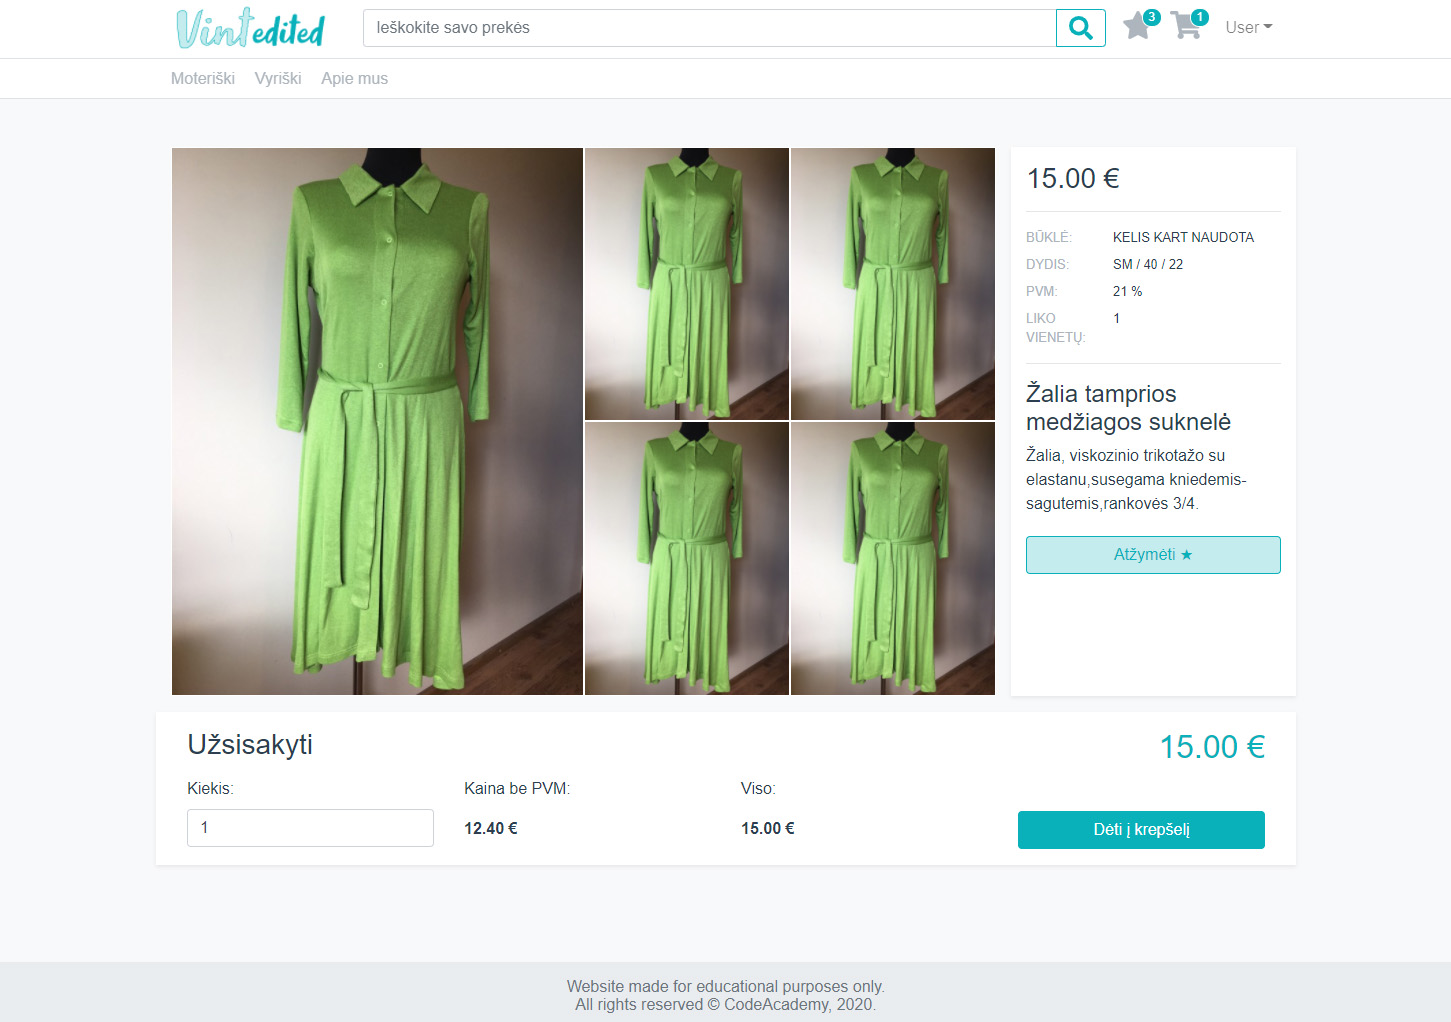 Vintedited
Ieškokite savo prekės
3
1
User
Moteriški Vyriški Apie mus
15.00 €
BŪKLĖ: KELIS KART NAUDOTA
DYDIS: SM / 40 / 22
PVM: 21 %
LIKO VIENETŲ: 1
Žalia tamprios
medžiagos suknelė
Žalia, viskozinio trikotažo su
elastanu,susegama kniedemis-
sagutemis,rankovės 3/4.
Atžymėti ★
Užsisakyti
15.00 €
Kiekis: Kaina be PVM: Viso:
1 12.40 € 15.00 €
Dėti į krepšelį
Website made for educational purposes only.
All rights reserved © CodeAcademy, 2020.